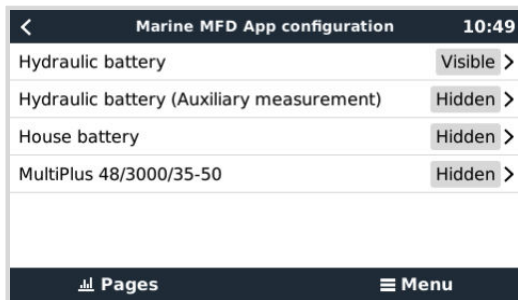 Marine MFD App configuration 10:49
Hydraulic battery Visible
Hydraulic battery (Auxiliary measurement) Hidden
House battery Hidden
MultiPlus 48/3000/35-50 Hidden
Pages Menu